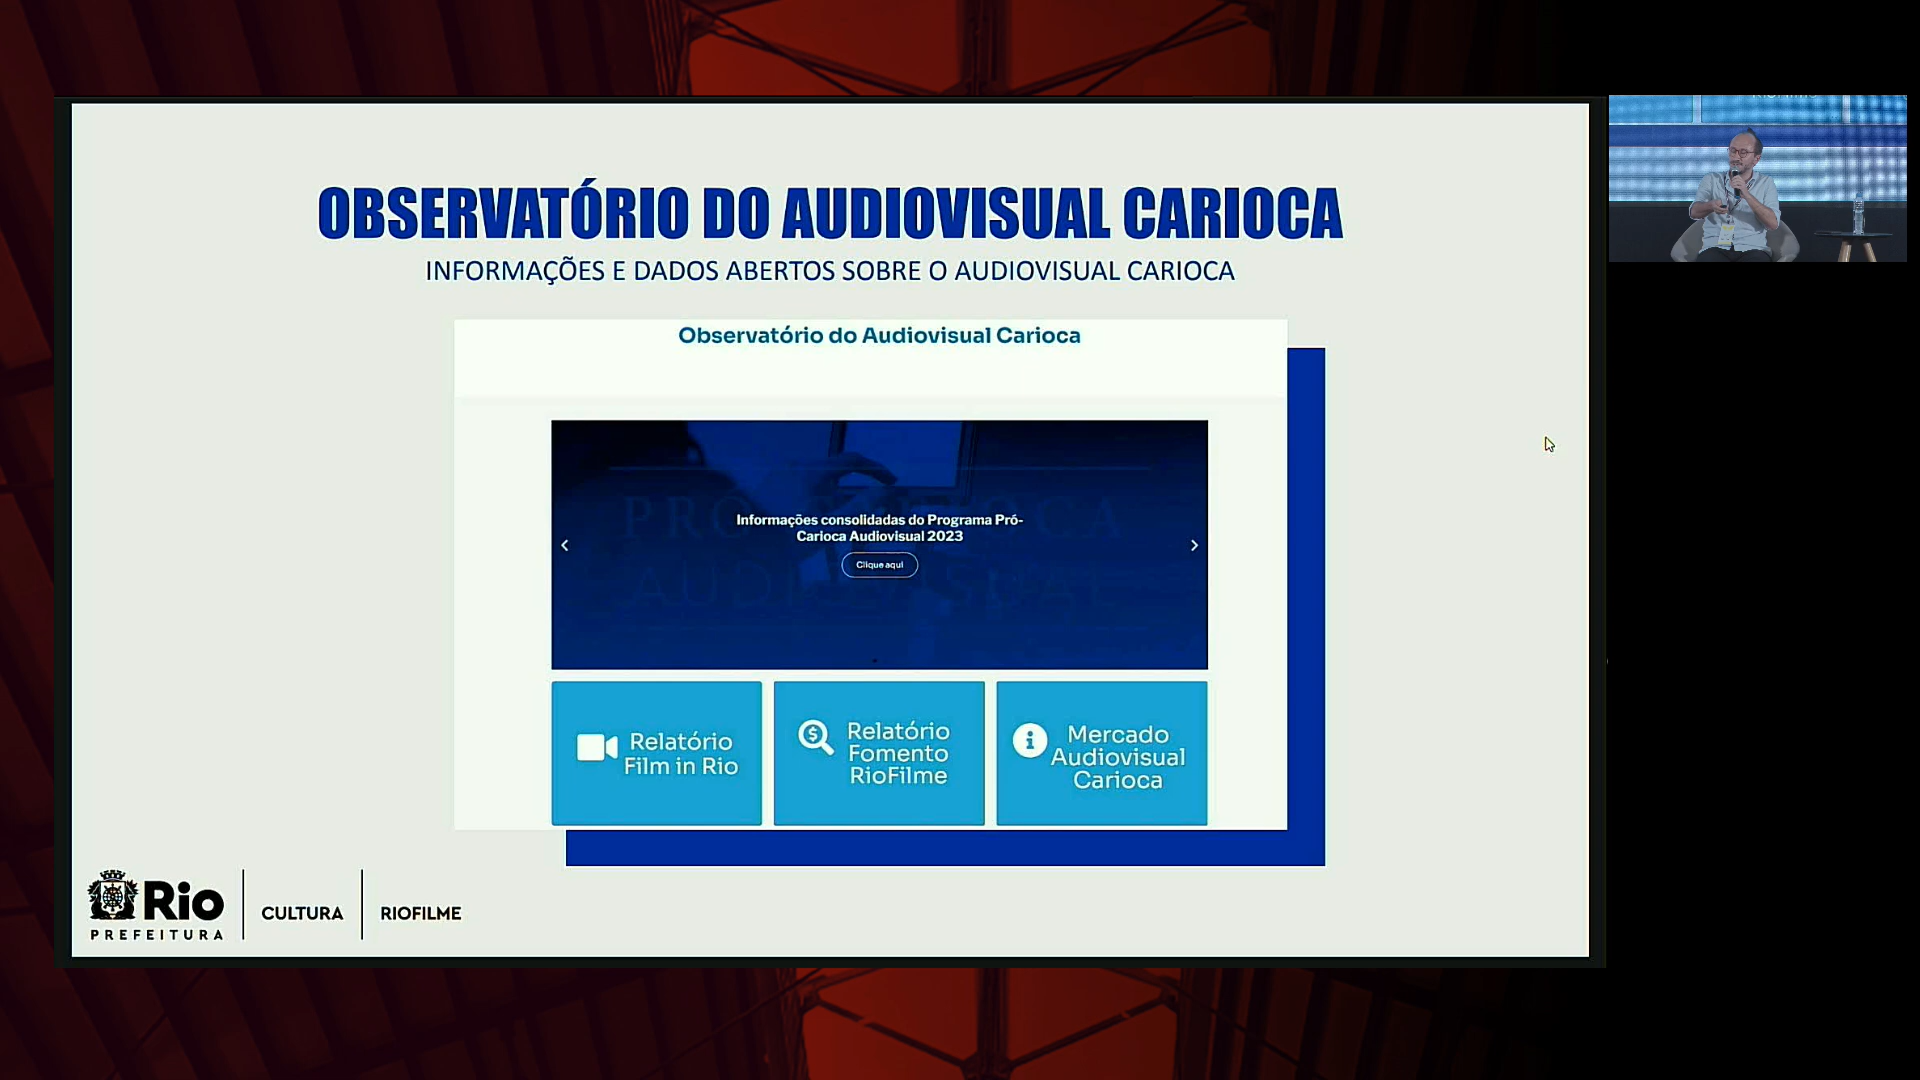 OBSERVATÓRIO DO AUDIOVISUAL CARIOCA
INFORMAÇÕES E DADOS ABERTOS SOBRE O AUDIOVISUAL CARIOCA
Observatório do Audiovisual Carioca
Informações consolidadas do Programa Pró-
Carioca Audiovisual 2023
Clique aqui
Relatório
Film in Rio
Relatório
Fomento
RioFilme
Mercado
Audiovisual
Carioca
Rio
PREFEITURA
CULTURA
RIOFILME